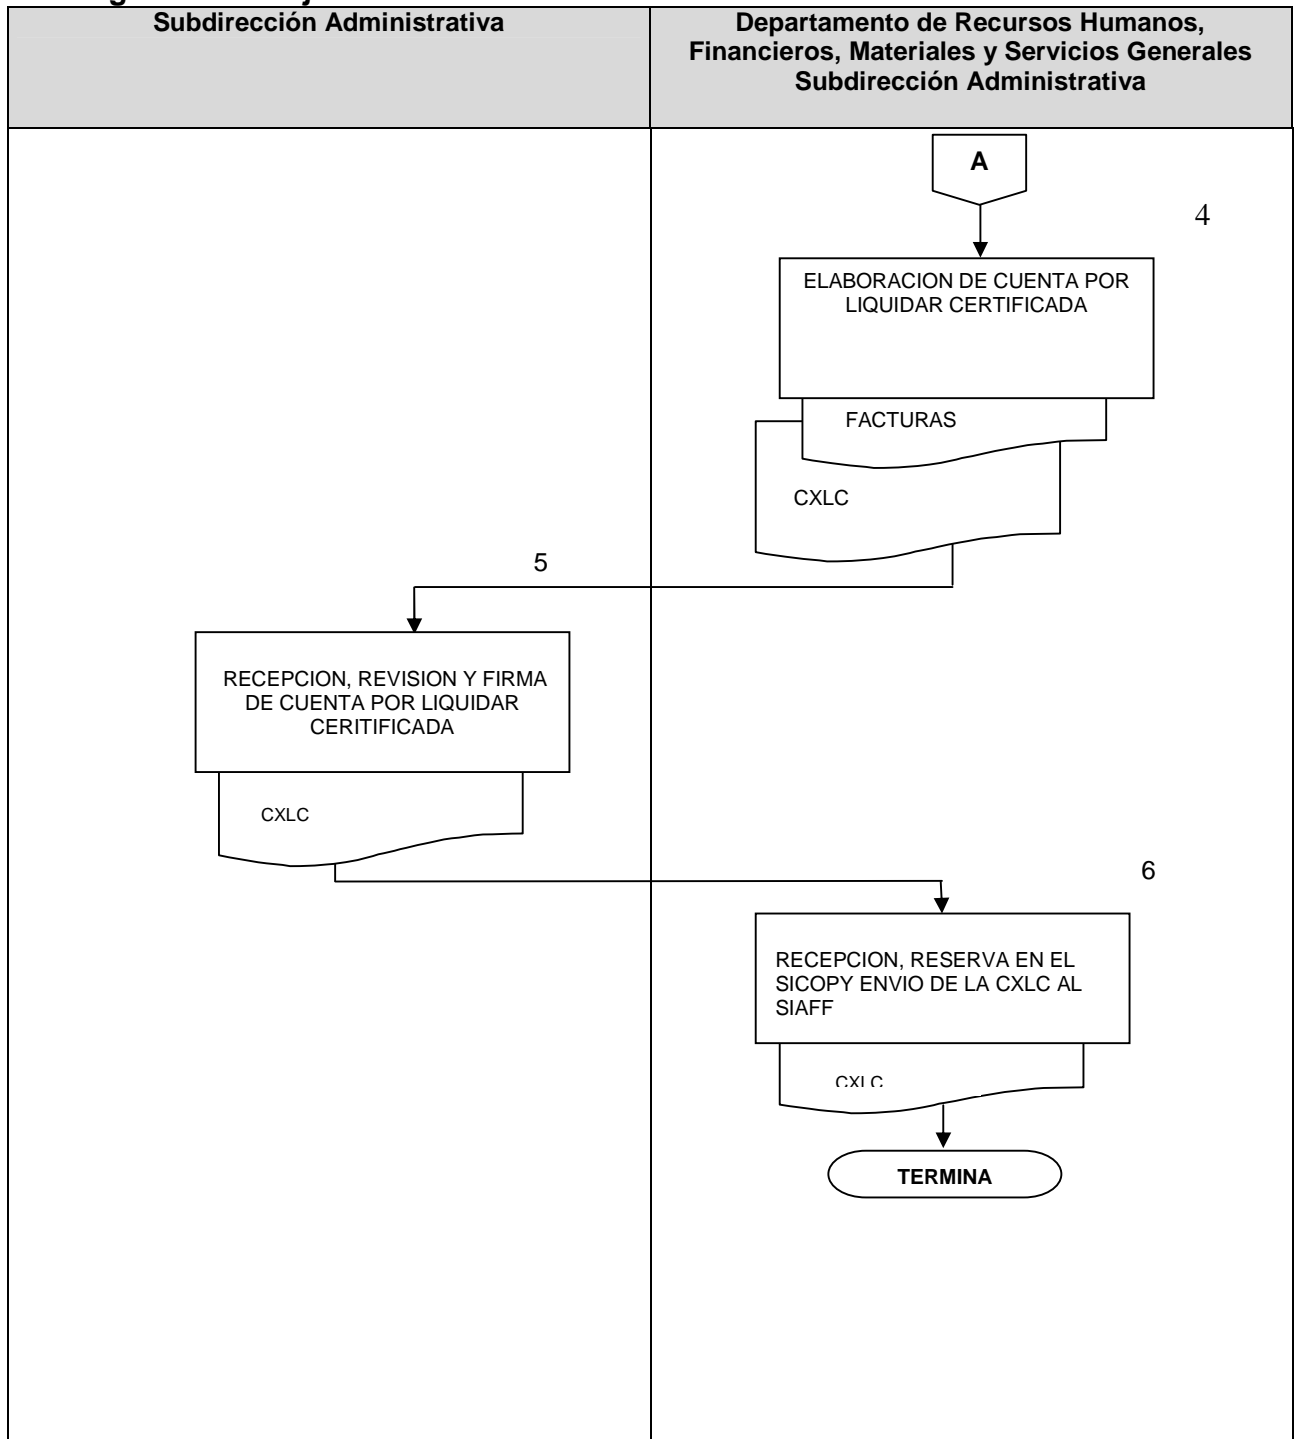 Subdirección Administrativa
Departamento de Recursos Humanos,
Financieros, Materiales y Servicios Generales
Subdirección Administrativa
A
4
ELABORACION DE CUENTA POR
LIQUIDAR CERTIFICADA
FACTURAS
CXLC
5
RECEPCION, REVISION Y FIRMA
DE CUENTA POR LIQUIDAR
CERITIFICADA
CXLC
6
RECEPCION, RESERVA EN EL
SICOPY ENVIO DE LA CXLC AL
SIAFF
CXLC
TERMINA